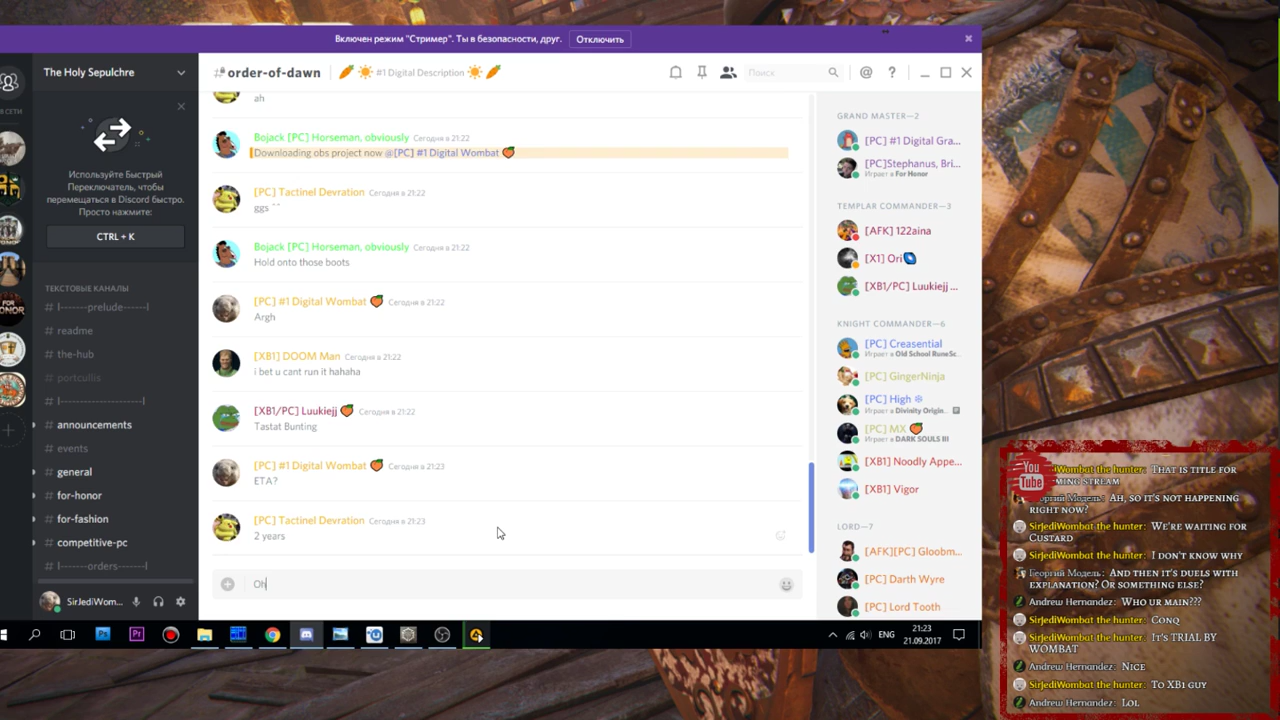 Включен режим "Стример". Ты в безопасности, друг. Отключить
The Holy Sepulchre
Используйте Быстрый
Переключатель, чтобы
перемещаться в Discord быстро.
Просто нажмите:
CTRL + K
ТЕКСТОВЫЕ КАНАЛЫ
# |------prelude------|
# readme
# the-hub
# portcullis
# |--------------------|
# announcements
# events
# general
# for-honor
# for-fashion
# competitive-pc
# |------orders------|
SirJediWom...
order-of-dawn
#1 Digital Description
Поиск
ah
Bojack [PC] Horseman, obviously Сегодня в 21:22
Downloading obs project now @[PC] #1 Digital Wombat
[PC] Tactinel Devration Сегодня в 21:22
ggs ^^
Bojack [PC] Horseman, obviously Сегодня в 21:22
Hold onto those boots
[PC] #1 Digital Wombat Сегодня в 21:22
Argh
[XB1] DOOM Man Сегодня в 21:22
i bet u cant run it hahaha
[XB1/PC] Luukiejj Сегодня в 21:22
Tastat Bunting
[PC] #1 Digital Wombat Сегодня в 21:23
ETA?
[PC] Tactinel Devration Сегодня в 21:23
2 years
Oh
GRAND MASTER—2
[PC] #1 Digital Gra...
[PC]Stephanus, Bri...
Играет в For Honor
TEMPLAR COMMANDER—3
[AFK] 122aina
[X1] Ori
[XB1/PC] Luukiejj ...
KNIGHT COMMANDER—6
[PC] Creasential
Играет в Old School RuneSc...
[PC] GingerNinja
[PC] High
Играет в Divinity Origin...
[PC] MX
Играет в DARK SOULS III
[XB1] Noodly Appe...
[XB1] Vigor
LORD—7
[AFK][PC] Gloobm...
[PC] Darth Wyre
[PC] Lord Tooth
Ps
Pr
ENG
21:23
21.09.2017
You
Tube
Wombat the hunter: That is title for
ming stream
ргий Модель: Ah, so it's not happening
right now?
SirJediWombat the hunter: We're waiting for
Custard
SirJediWombat the hunter: I don't know why
Георгий Модель: And then it's duels with
explanation? Or something else?
Andrew Hernandez: Who ur main???
SirJediWombat the hunter: Conq
SirJediWombat the hunter: It's TRIAL BY
WOMBAT
Andrew Hernandez: Nice
SirJediWombat the hunter: To XB1 guy
Andrew Hernandez: Lol